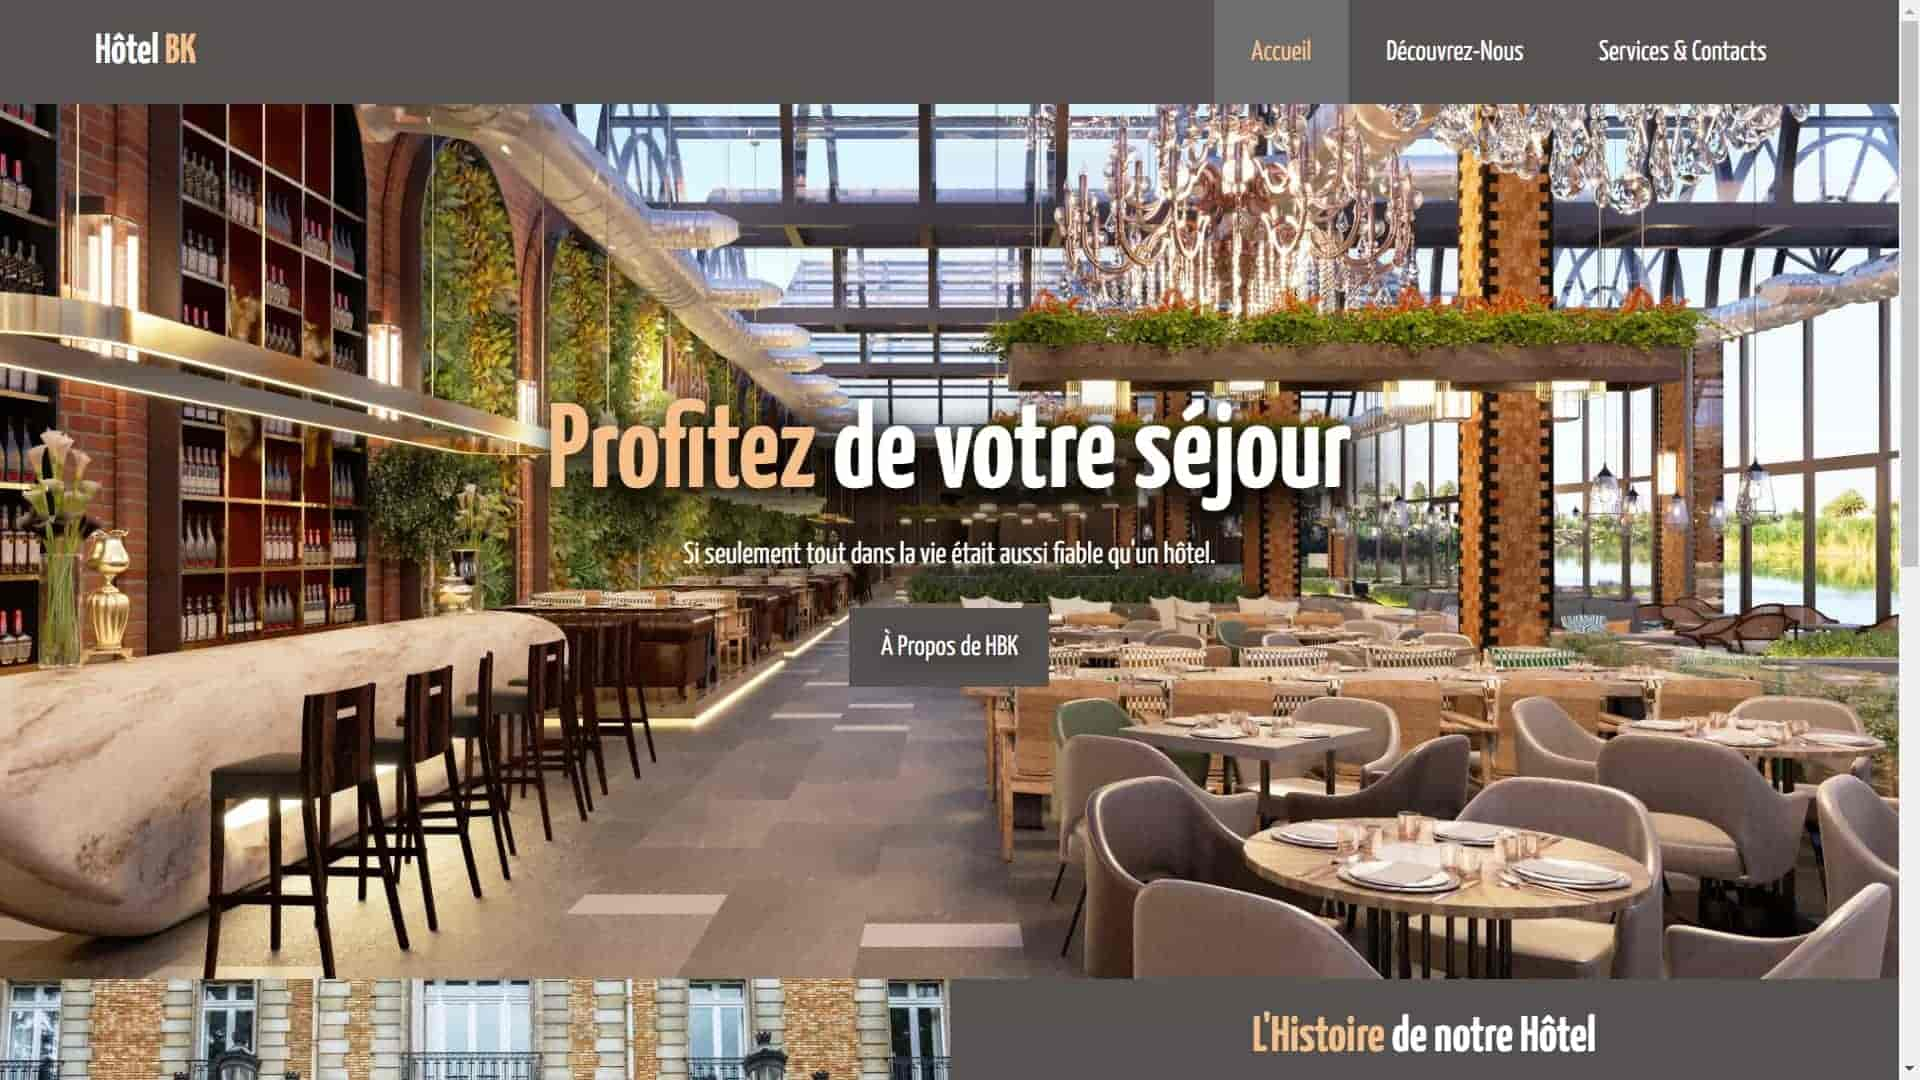 Hôtel BK
Accueil
Découvrez-Nous
Services & Contacts
Profitez de votre séjour
Si seulement tout dans la vie était aussi fiable qu'un hôtel.
À Propos de HBK
L'Histoire de notre Hôtel